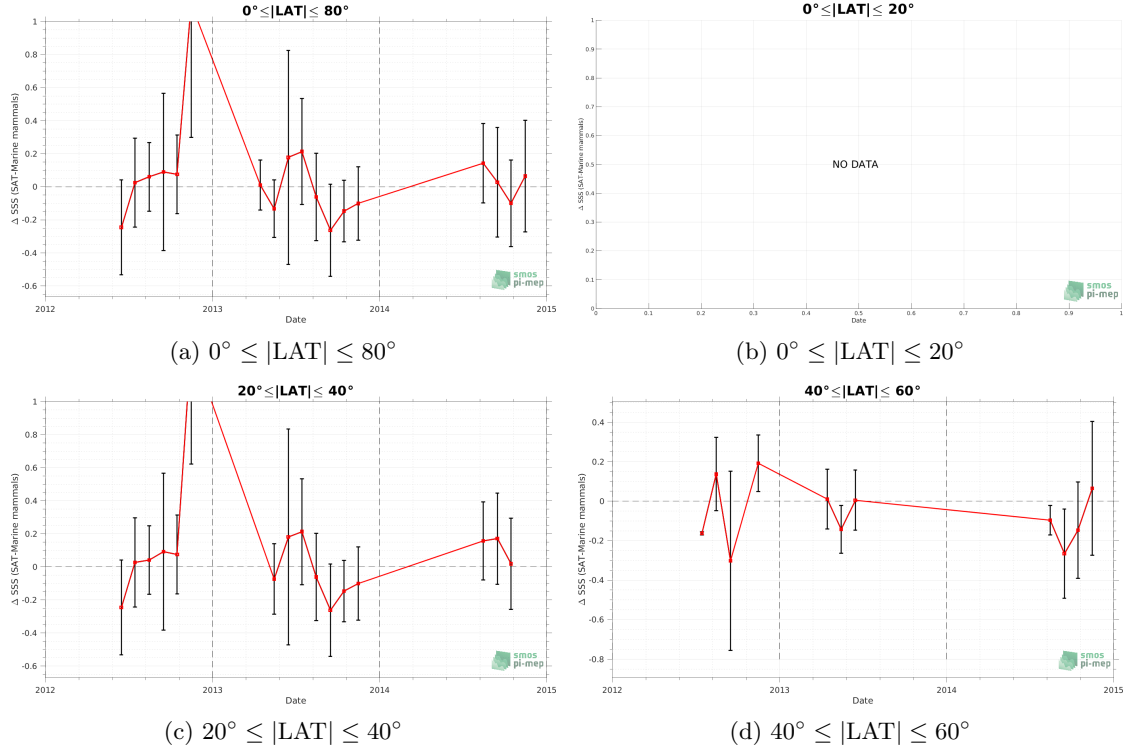 0°≤|LAT|≤ 80°
1
0.8
0.6
0.4
0.2
0
-0.2
-0.4
-0.6
Δ SSS (SAT-Marine mammals)
2012
2013
2014
2015
Date
smos
pi-mep
(a) 0° ≤ |LAT| ≤ 80°
0°≤|LAT|≤ 20°
1
0.9
0.8
0.7
0.6
0.5
0.4
0.3
0.2
0.1
0
Δ SSS (SAT-Marine mammals)
NO DATA
0
0.1
0.2
0.3
0.4
0.5
0.6
0.7
0.8
0.9
1
Date
smos
pi-mep
(b) 0° ≤ |LAT| ≤ 20°
20°≤|LAT|≤ 40°
1
0.8
0.6
0.4
0.2
0
-0.2
-0.4
-0.6
Δ SSS (SAT-Marine mammals)
2012
2013
2014
2015
Date
smos
pi-mep
(c) 20° ≤ |LAT| ≤ 40°
40°≤|LAT|≤ 60°
0.4
0.2
0
-0.2
-0.4
-0.6
-0.8
Δ SSS (SAT-Marine mammals)
2012
2013
2014
2015
Date
smos
pi-mep
(d) 40° ≤ |LAT| ≤ 60°